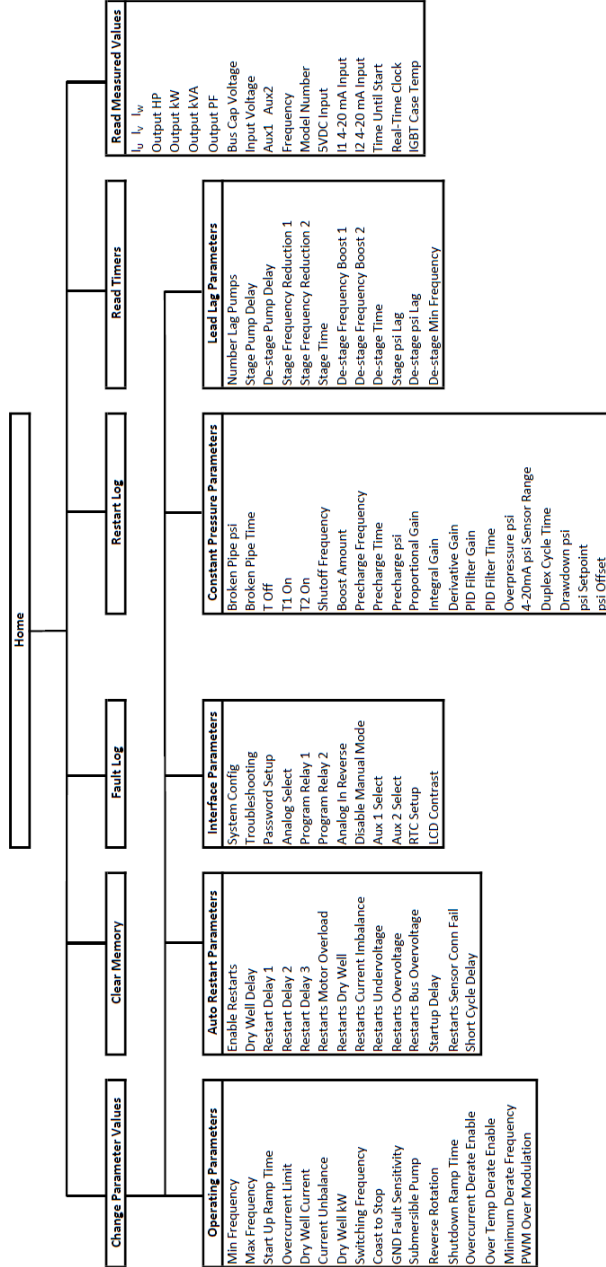 Home
Change Parameter Values
Clear Memory
Fault Log
Restart Log
Read Timers
Read Measured Values
IU IV IW
Output HP
Output kW
Output kVA
Output PF
Bus Cap Voltage
Input Voltage
Aux1 Aux2
Frequency
Model Number
5VDC Input
I1 4-20 mA Input
I2 4-20 mA Input
Time Until Start
Real-Time Clock
IGBT Case Temp
Operating Parameters
Min Frequency
Max Frequency
Start Up Ramp Time
Overcurrent Limit
Dry Well Current
Current Unbalance
Dry Well kW
Switching Frequency
Coast to Stop
GND Fault Sensitivity
Submersible Pump
Reverse Rotation
Shutdown Ramp Time
Overcurrent Derate Enable
Over Temp Derate Enable
Minimum Derate Frequency
PWM Over Modulation
Auto Restart Parameters
Enable Restarts
Dry Well Delay
Restart Delay 1
Restart Delay 2
Restart Delay 3
Restarts Motor Overload
Restarts Dry Well
Restarts Current Imbalance
Restarts Undervoltage
Restarts Overvoltage
Restarts Bus Overvoltage
Startup Delay
Restarts Sensor Conn Fail
Short Cycle Delay
Interface Parameters
System Config
Troubleshooting
Password Setup
Analog Select
Program Relay 1
Program Relay 2
Analog In Reverse
Disable Manual Mode
Aux 1 Select
Aux 2 Select
RTC Setup
LCD Contrast
Constant Pressure Parameters
Broken Pipe psi
Broken Pipe Time
T Off
T1 On
T2 On
Shutoff Frequency
Boost Amount
Precharge Frequency
Precharge Time
Precharge psi
Proportional Gain
Integral Gain
Derivative Gain
PID Filter Gain
PID Filter Time
Overpressure psi
4-20mA psi Sensor Range
Duplex Cycle Time
Drawdown psi
psi Setpoint
psi Offset
Lead Lag Parameters
Number Lag Pumps
Stage Pump Delay
De-stage Pump Delay
Stage Frequency Reduction 1
Stage Frequency Reduction 2
Stage Time
De-stage Frequency Boost 1
De-stage Frequency Boost 2
De-stage Time
Stage psi Lag
De-stage psi Lag
De-stage Min Frequency